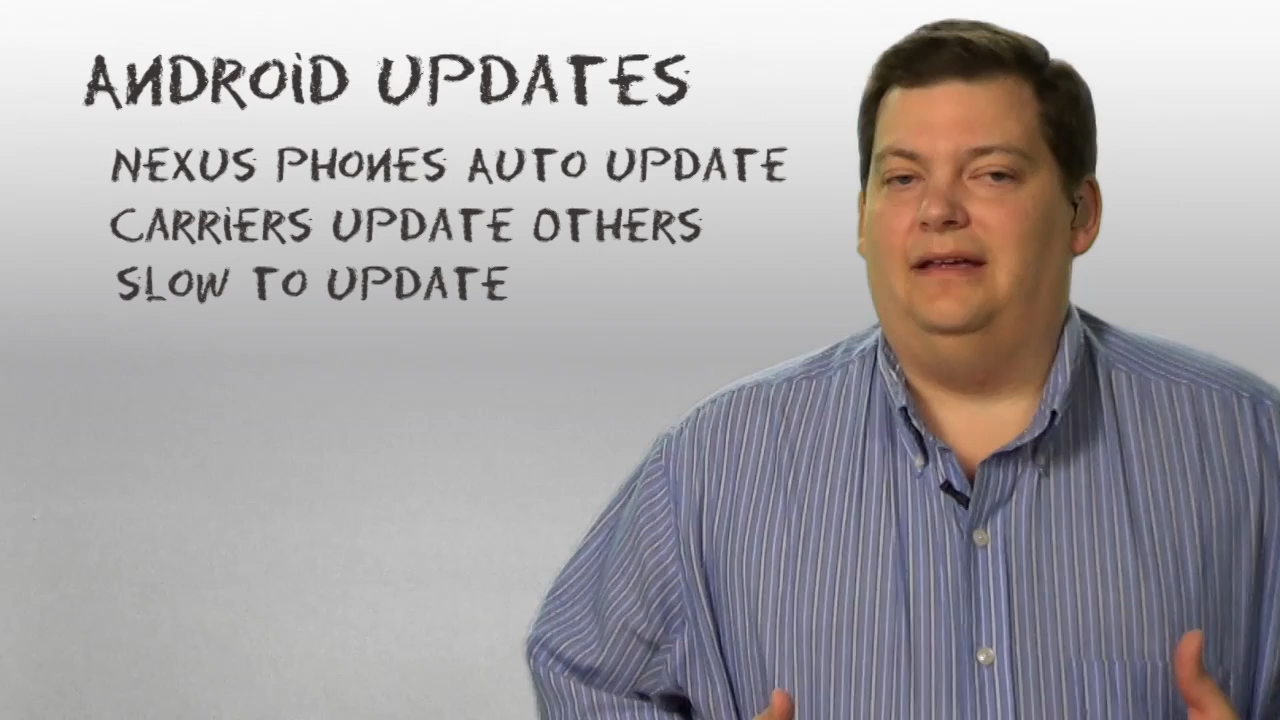 ANDROiD UPDATES
NEXUS PHONES AUTO UPDATE
CARRiERS UPDATE OTHERS
SLOW TO UPDATE